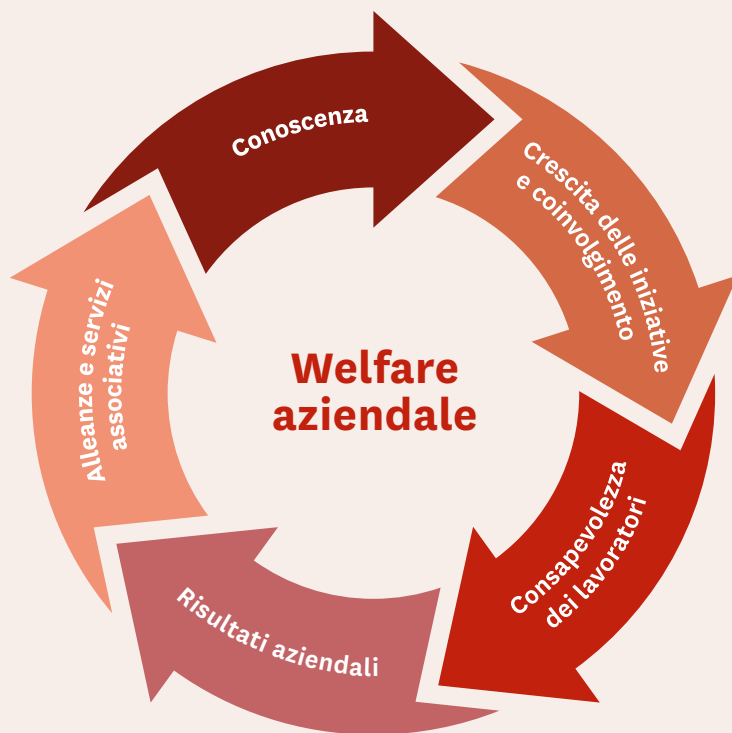 Conoscenza
Crescita delle iniziative
e coinvolgimento
Consapevolezza
dei lavoratori
Risultati aziendali
Alleanze e servizi
associativi
Welfare
aziendale